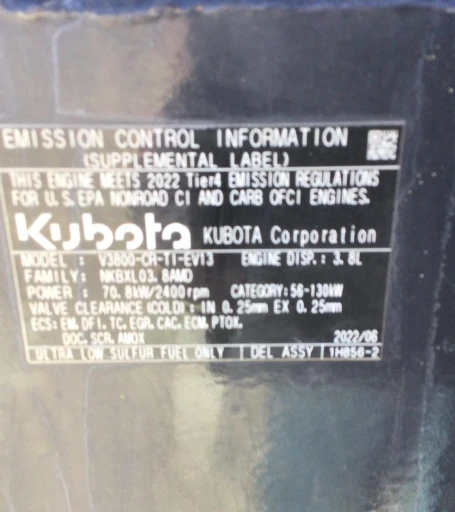 EMISSION CONTROL INFORMATION
(SUPPLEMENTAL LABEL)
THIS ENGINE MEETS 2022 Tier4 EMISSION REGULATIONS
FOR U.S.EPA NONROAD CI AND CARB OFCI ENGINES.
Kubota KUBOTA Corporation
MODEL : V3800-CR-TI-EV13 ENGINE DISP.: 3.8L
FAMILY: NKBXL03.8AMD
POWER : 70.8kW/2400rpm CATEGORY:56-130kW
VALVE CLEARANCE(COLD): IN 0.25mm EX 0.25mm
ECS: EM.DFI.TC.EGR.CAC.ECM.PTOX.
DOC.SCR.AMOX 2022/06
ULTRA LOW SULFUR FUEL ONLY DEL ASSY 1H856-2